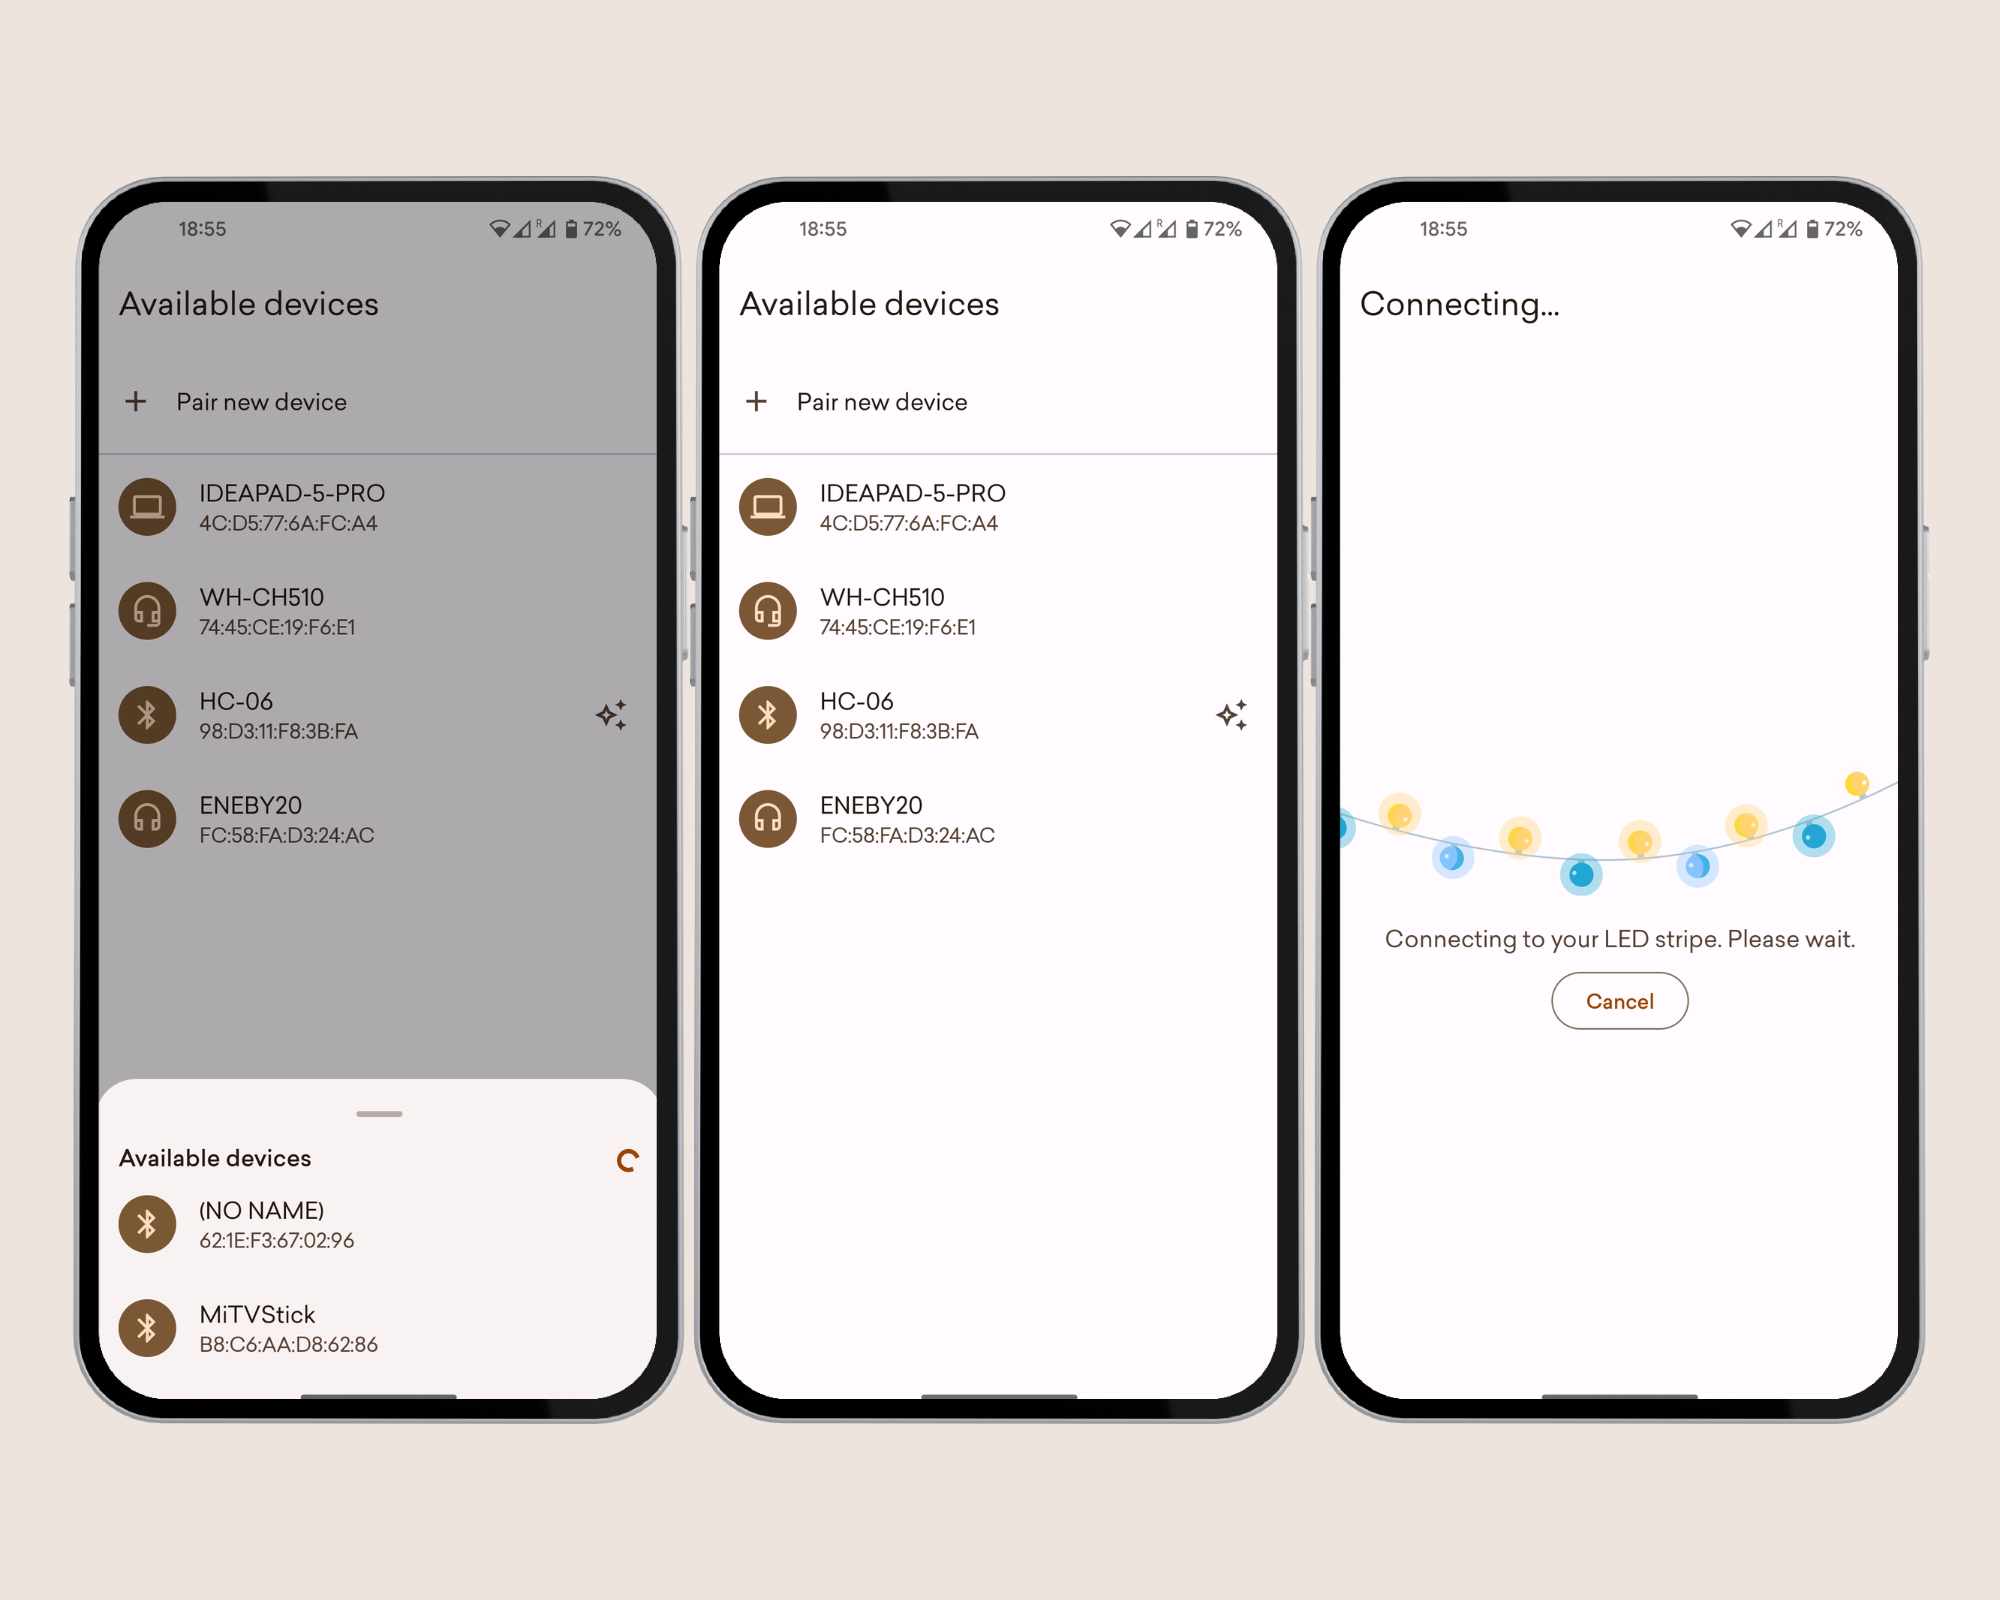 18:55
R
72%
Available devices
Pair new device
IDEAPAD-5-PRO
4C:D5:77:6A:FC:A4
WH-CH510
74:45:CE:19:F6:E1
HC-06
98:D3:11:F8:3B:FA
ENEBY20
FC:58:FA:D3:24:AC
Available devices
(NO NAME)
62:1E:F3:67:02:96
MiTVStick
B8:C6:AA:D8:62:86
18:55
R
72%
Available devices
Pair new device
IDEAPAD-5-PRO
4C:D5:77:6A:FC:A4
WH-CH510
74:45:CE:19:F6:E1
HC-06
98:D3:11:F8:3B:FA
ENEBY20
FC:58:FA:D3:24:AC
18:55
R
72%
Connecting...
Connecting to your LED stripe. Please wait.
Cancel